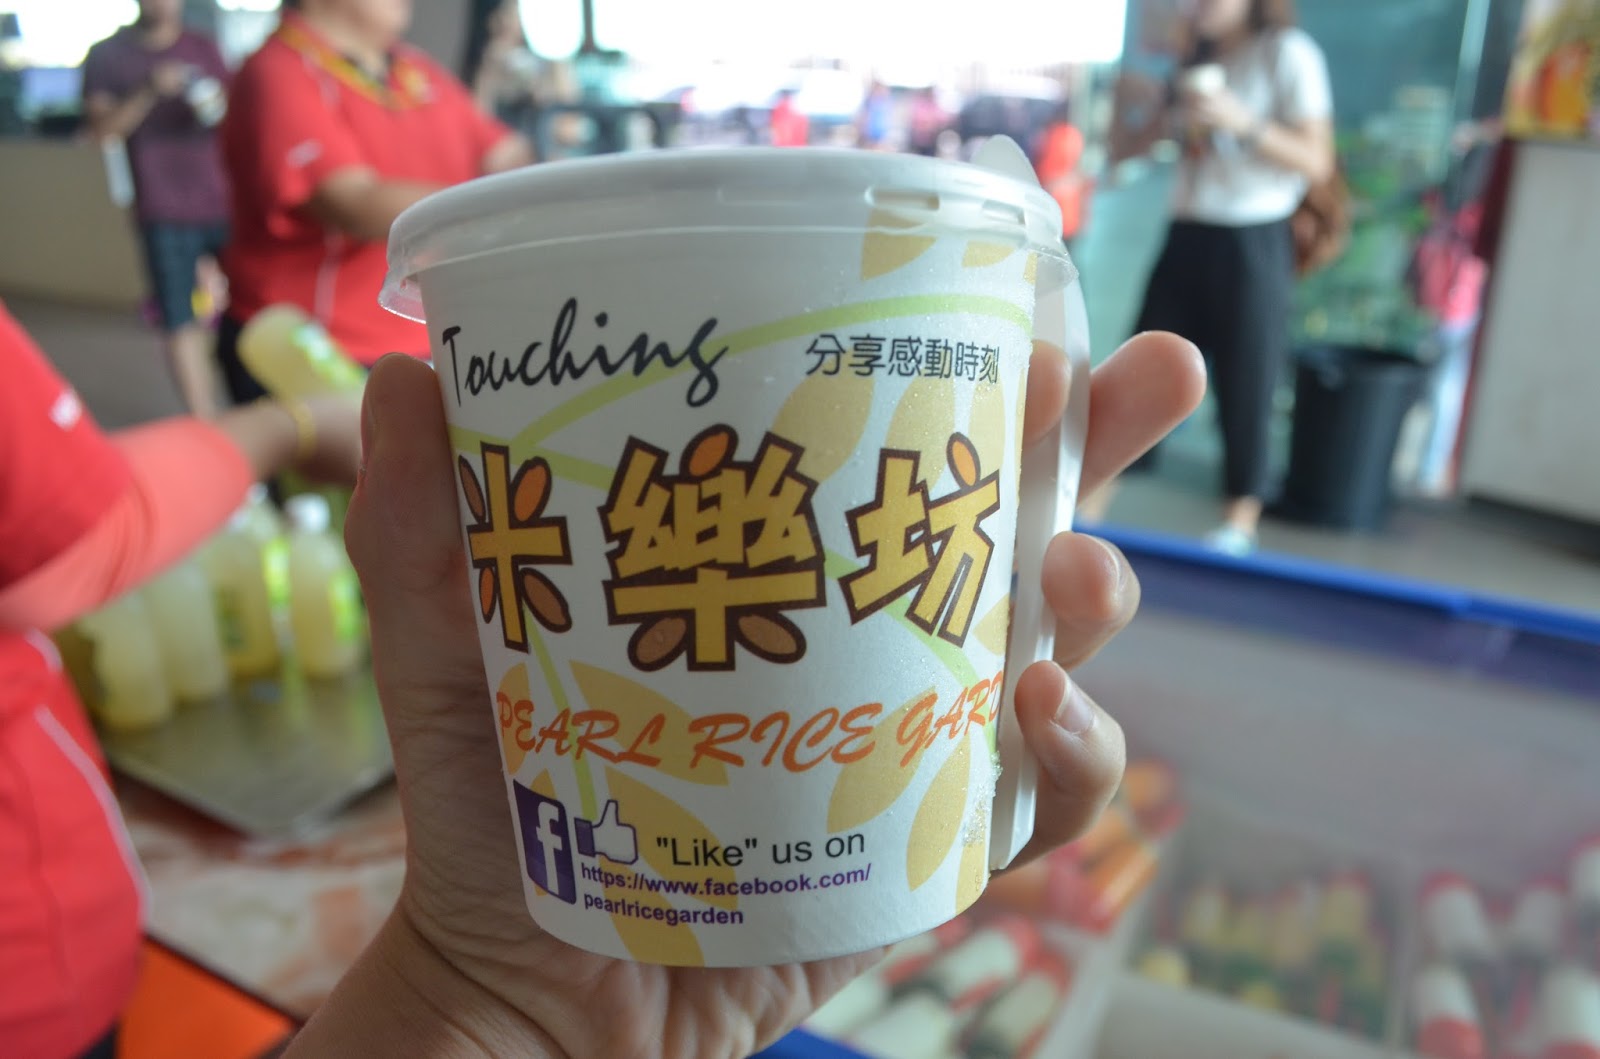 Touching
分享感動時刻
米樂坊
PEARL RICE GARD
f "Like" us on
https://www.facebook.com/
pearlricegarden